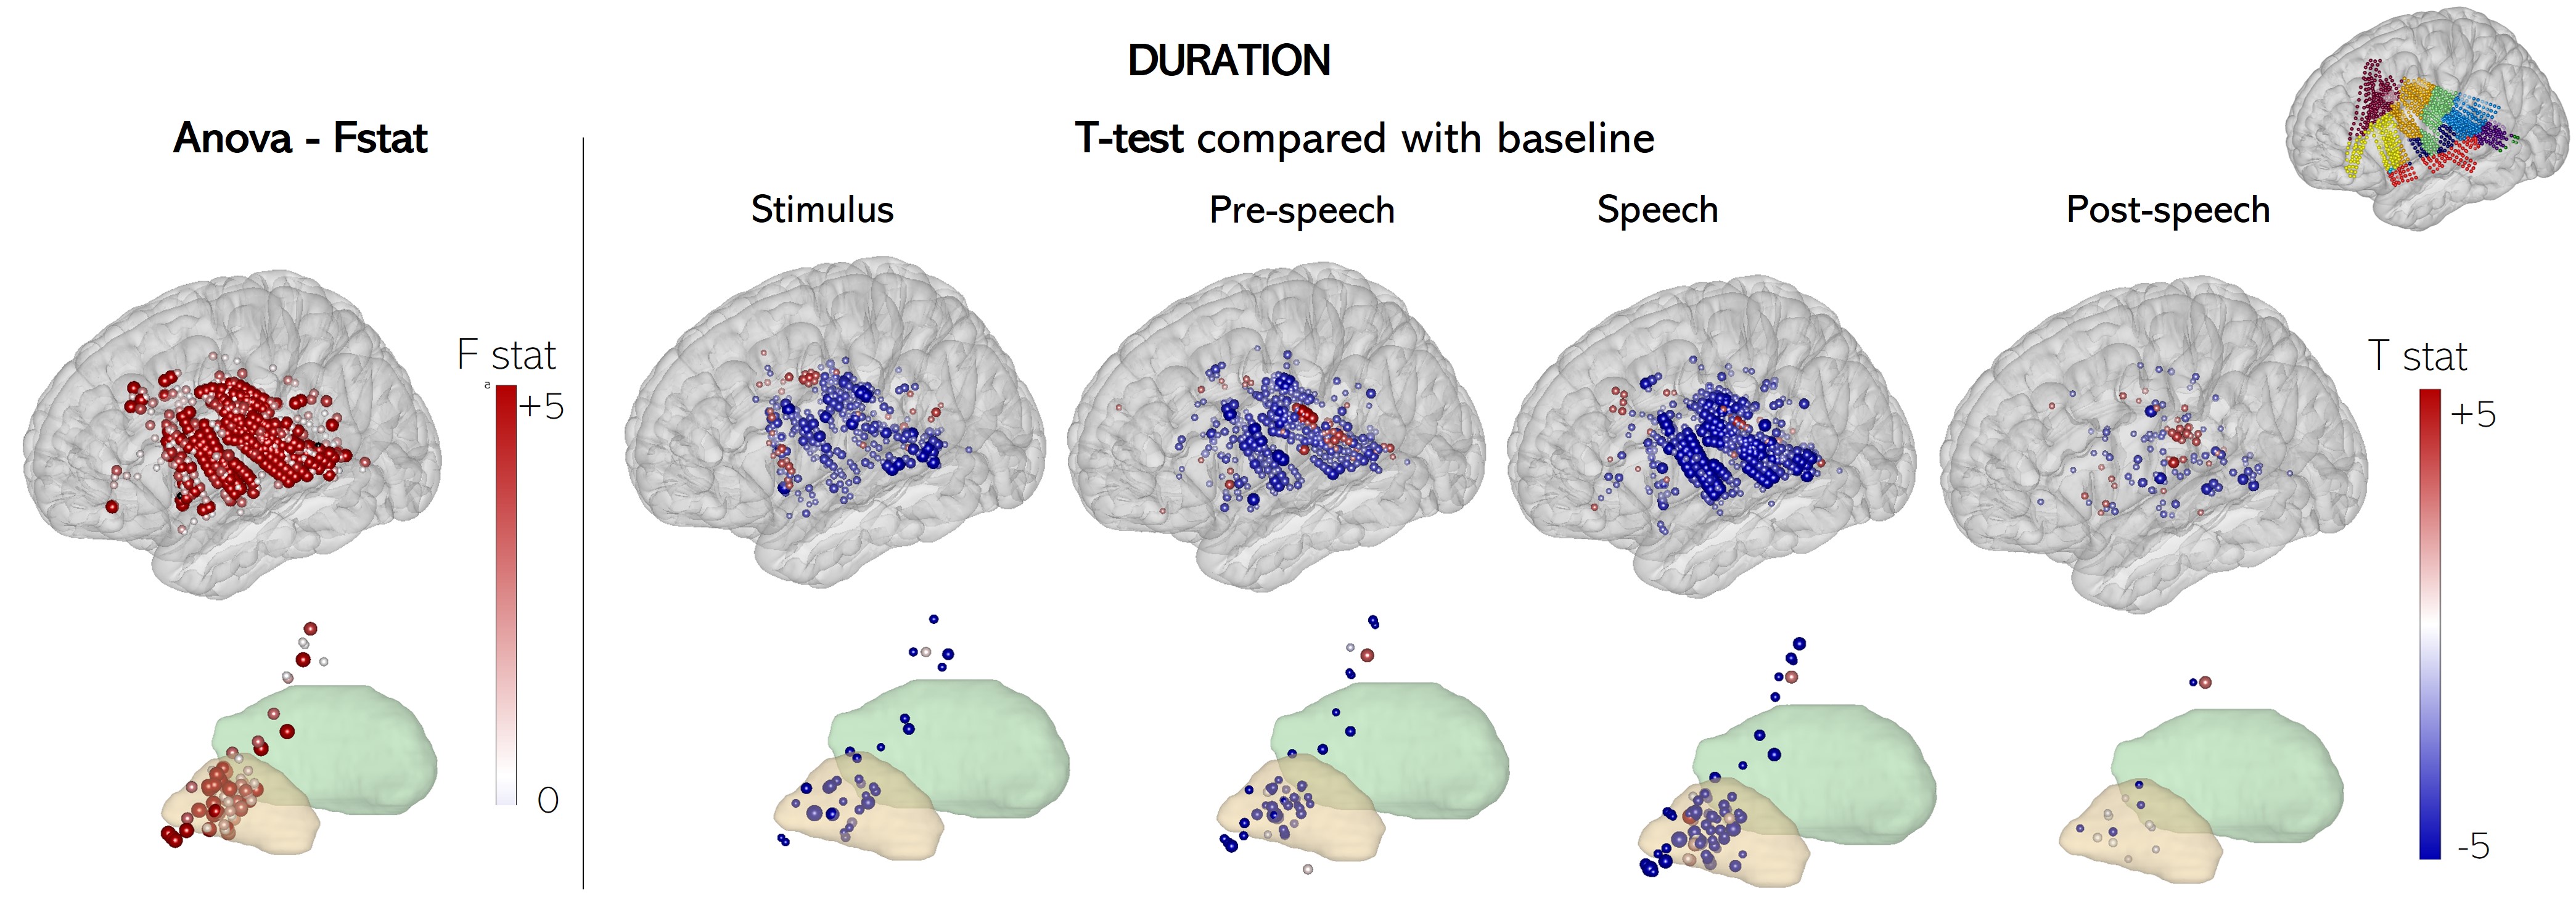 DURATION
Anova - Fstat
T-test compared with baseline
Stimulus
Pre-speech
Speech
Post-speech
F stat
a
+5
0
T stat
+5
-5